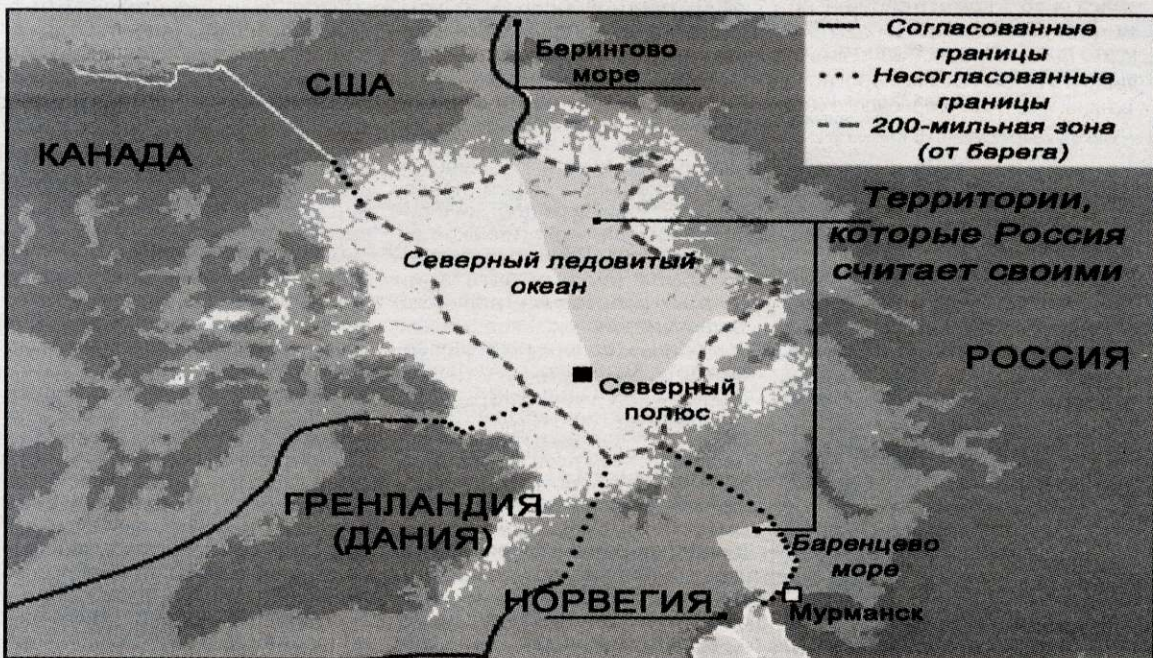 Согласованные
границы
Несогласованные
границы
200-мильная зона
(от берега)
Берингово
море
США
КАНАДА
Территории,
которые Россия
считает своими
Северный ледовитый
океан
РОССИЯ
Северный
полюс
ГРЕНЛАНДИЯ
(ДАНИЯ)
Баренцево
море
НОРВЕГИЯ
Мурманск